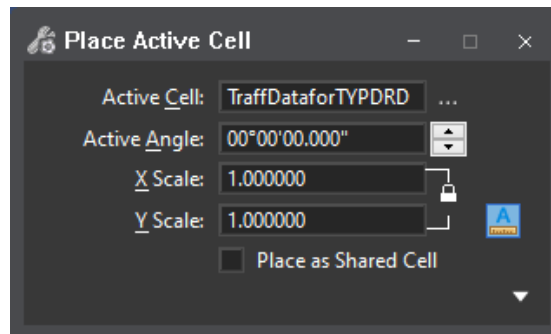 Place Active Cell
Active Cell: TraffDataforTYPDRD ...
Active Angle: 00°00'00.000"
X Scale: 1.000000
Y Scale: 1.000000 A
Place as Shared Cell